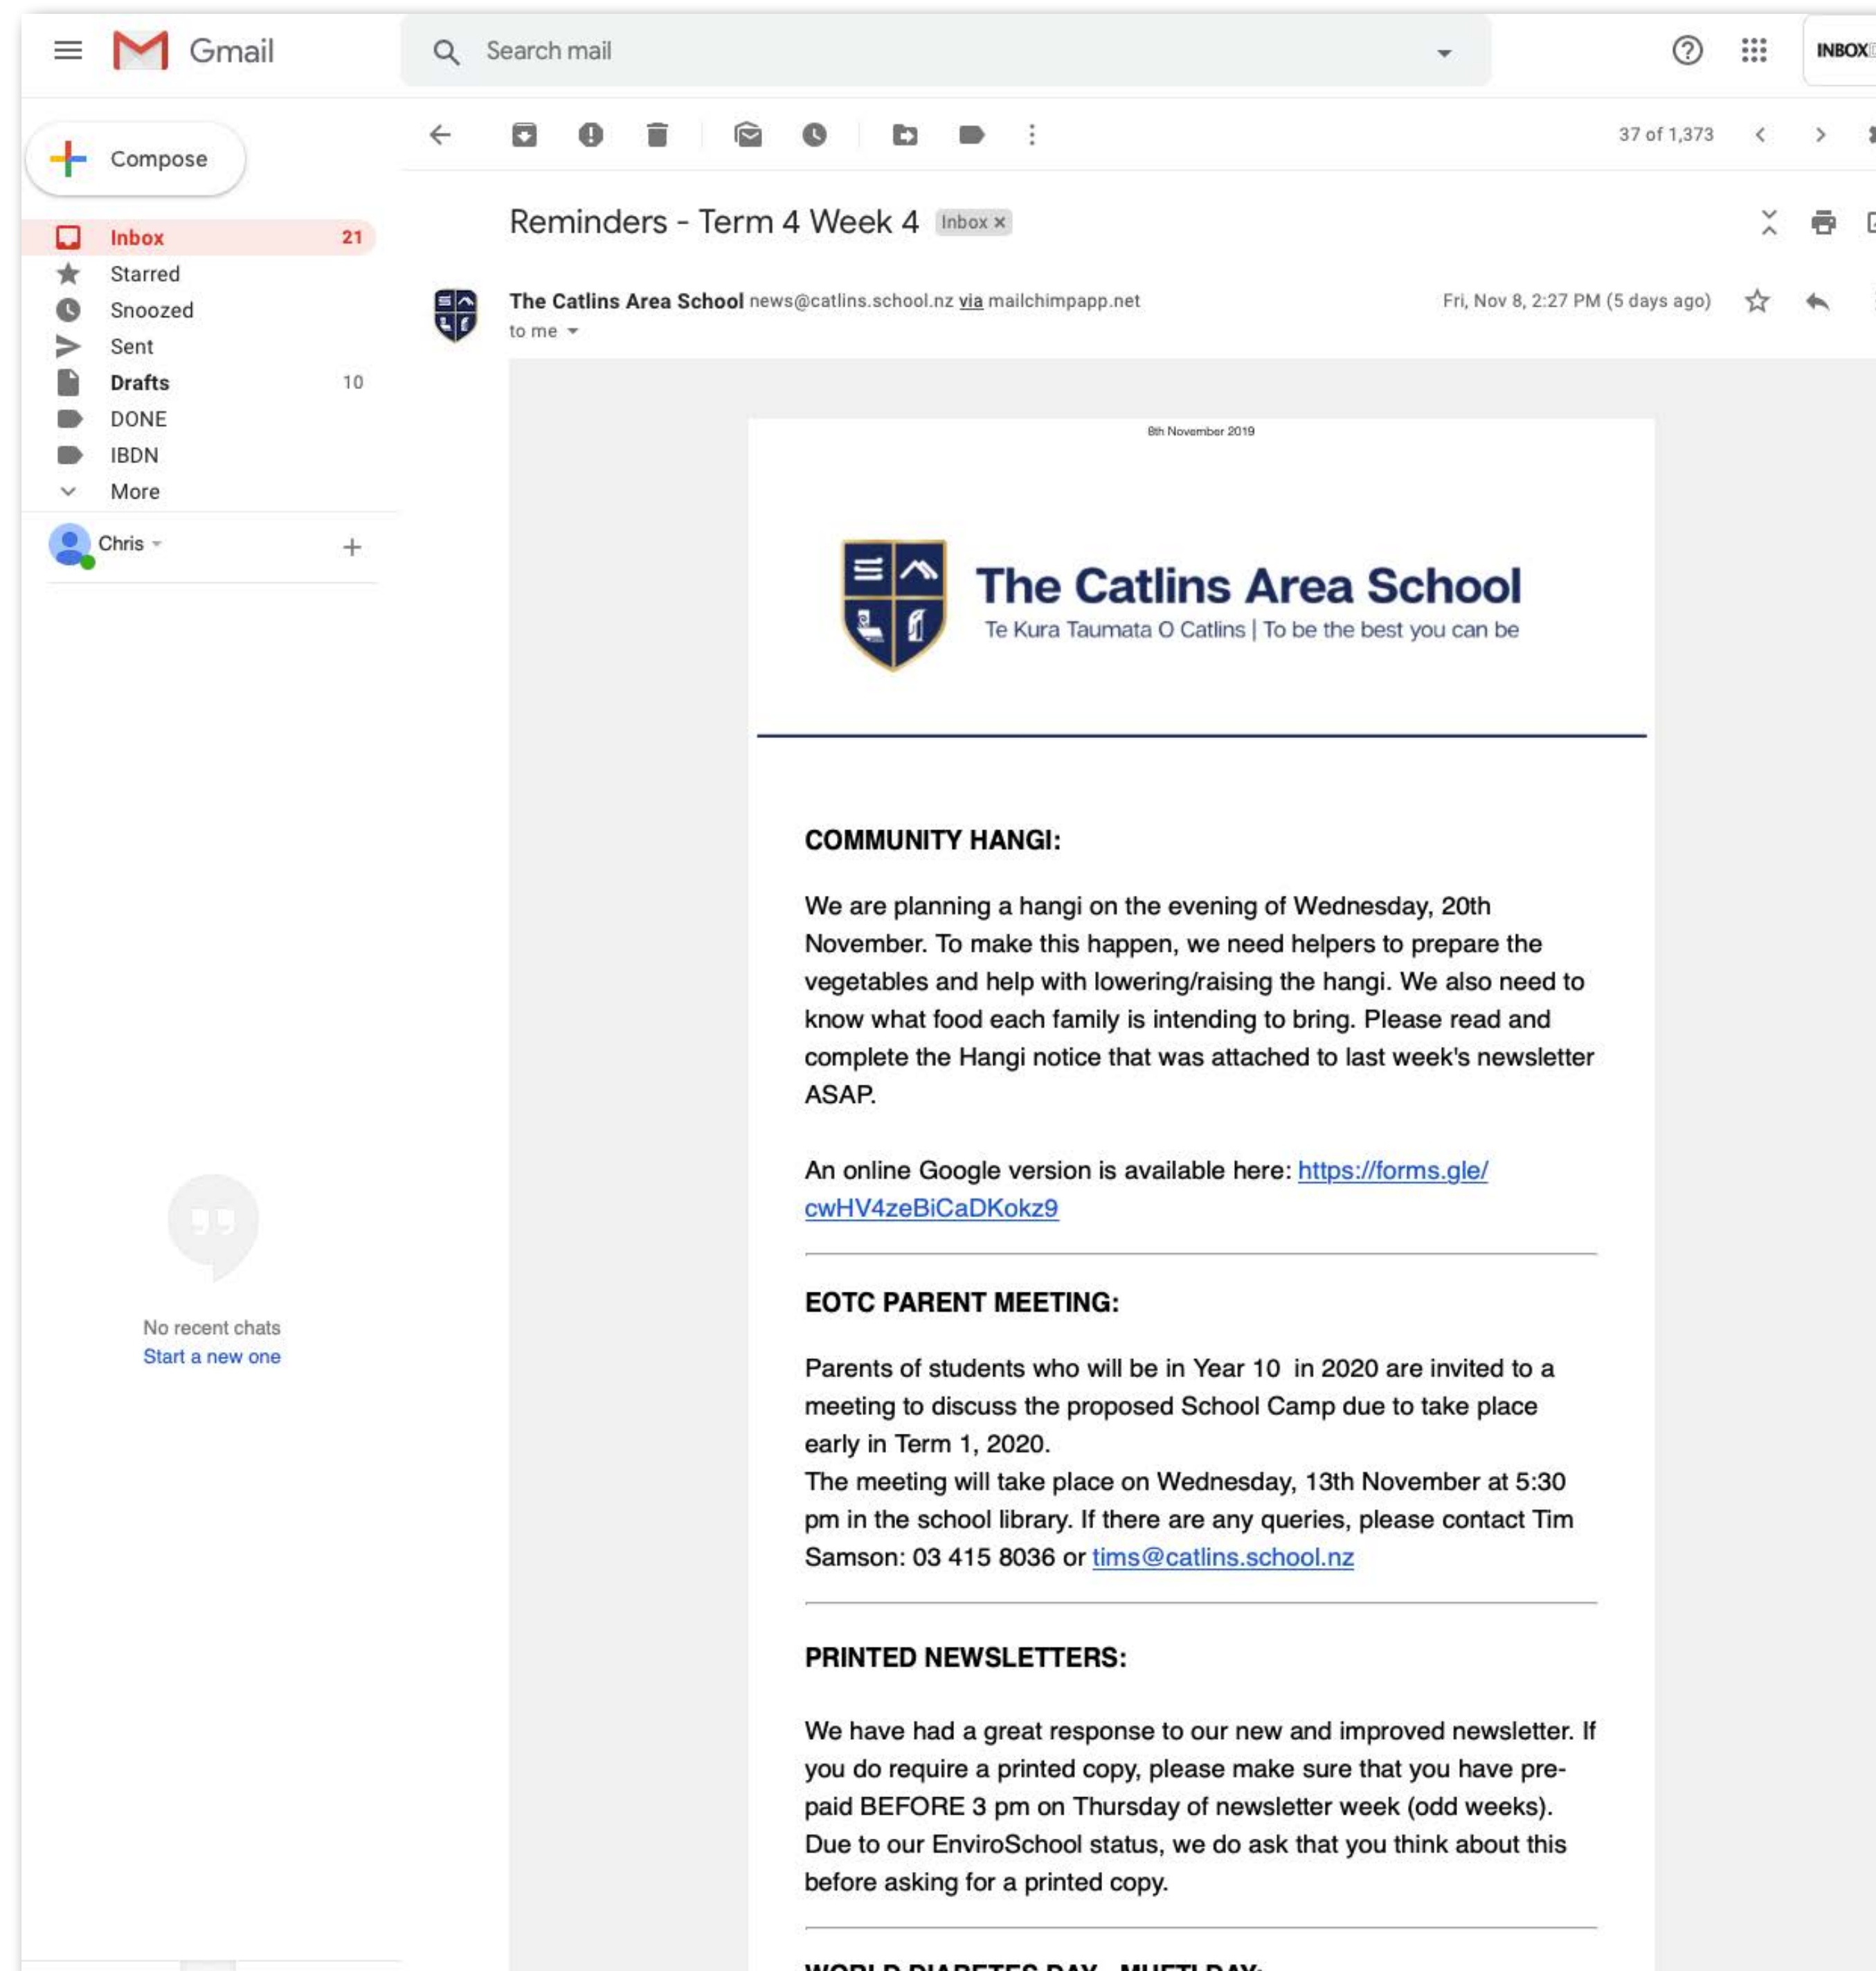 Gmail
Search mail
INBOX
Compose
37 of 1,373
Inbox 21
Starred
Snoozed
Sent
Drafts 10
DONE
IBDN
More
Chris
No recent chats
Start a new one
Reminders - Term 4 Week 4 Inbox ×
The Catlins Area School news@catlins.school.nz via mailchimpapp.net
Fri, Nov 8, 2:27 PM (5 days ago)
to me
8th November 2019
The Catlins Area School
Te Kura Taumata O Catlins | To be the best you can be
COMMUNITY HANGI:
We are planning a hangi on the evening of Wednesday, 20th
November. To make this happen, we need helpers to prepare the
vegetables and help with lowering/raising the hangi. We also need to
know what food each family is intending to bring. Please read and
complete the Hangi notice that was attached to last week's newsletter
ASAP.
An online Google version is available here: https://forms.gle/
cwHV4zeBiCaDKokz9
EOTC PARENT MEETING:
Parents of students who will be in Year 10  in 2020 are invited to a
meeting to discuss the proposed School Camp due to take place
early in Term 1, 2020.
The meeting will take place on Wednesday, 13th November at 5:30
pm in the school library. If there are any queries, please contact Tim
Samson: 03 415 8036 or tims@catlins.school.nz
PRINTED NEWSLETTERS:
We have had a great response to our new and improved newsletter. If
you do require a printed copy, please make sure that you have pre-
paid BEFORE 3 pm on Thursday of newsletter week (odd weeks).
Due to our EnviroSchool status, we do ask that you think about this
before asking for a printed copy.
WORLD DIABETES DAY - MUFTI DAY: